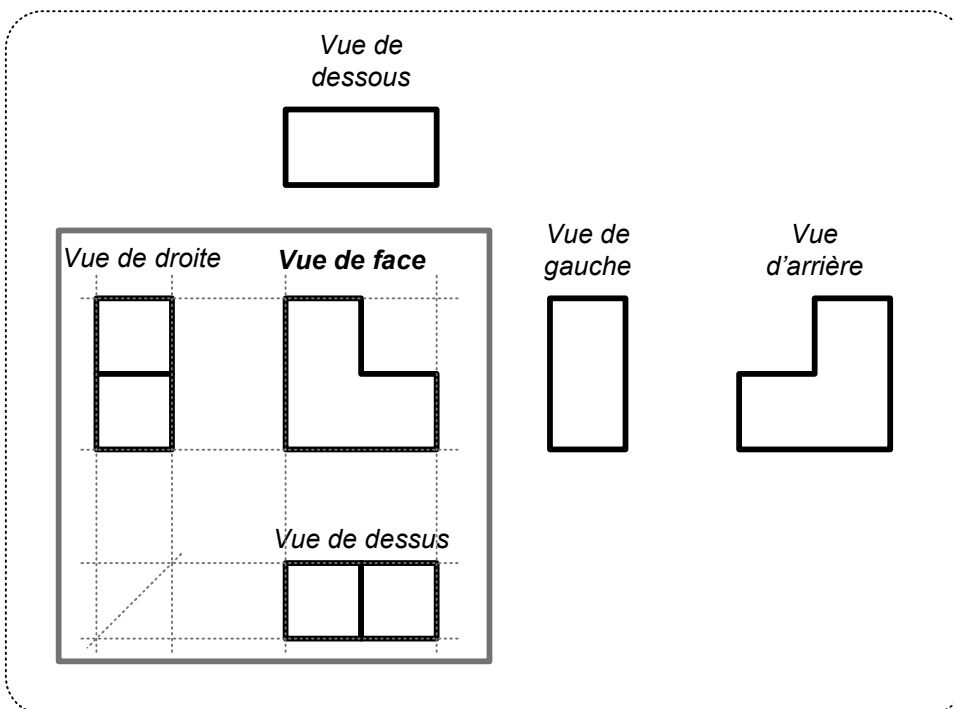 Vue de
dessous
Vue de droite
Vue de face
Vue de
gauche
Vue
d'arrière
Vue de dessus